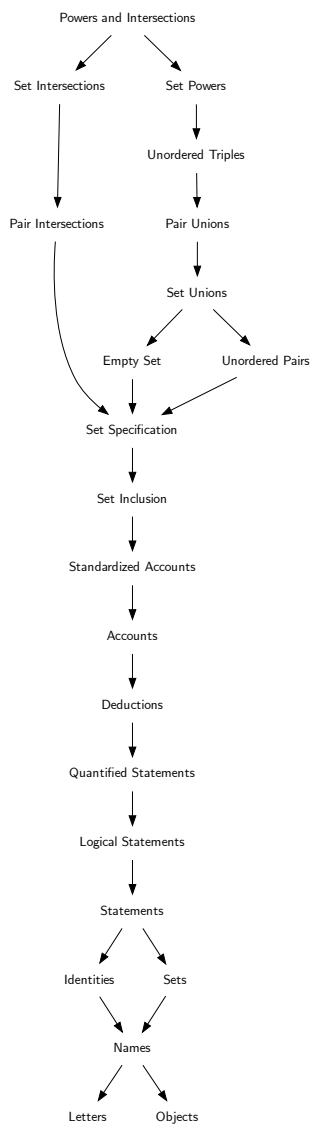 Powers and Intersections
Set Intersections
Set Powers
Unordered Triples
Pair Intersections
Pair Unions
Set Unions
Empty Set
Unordered Pairs
Set Specification
Set Inclusion
Standardized Accounts
Accounts
Deductions
Quantified Statements
Logical Statements
Statements
Identities
Sets
Names
Letters
Objects